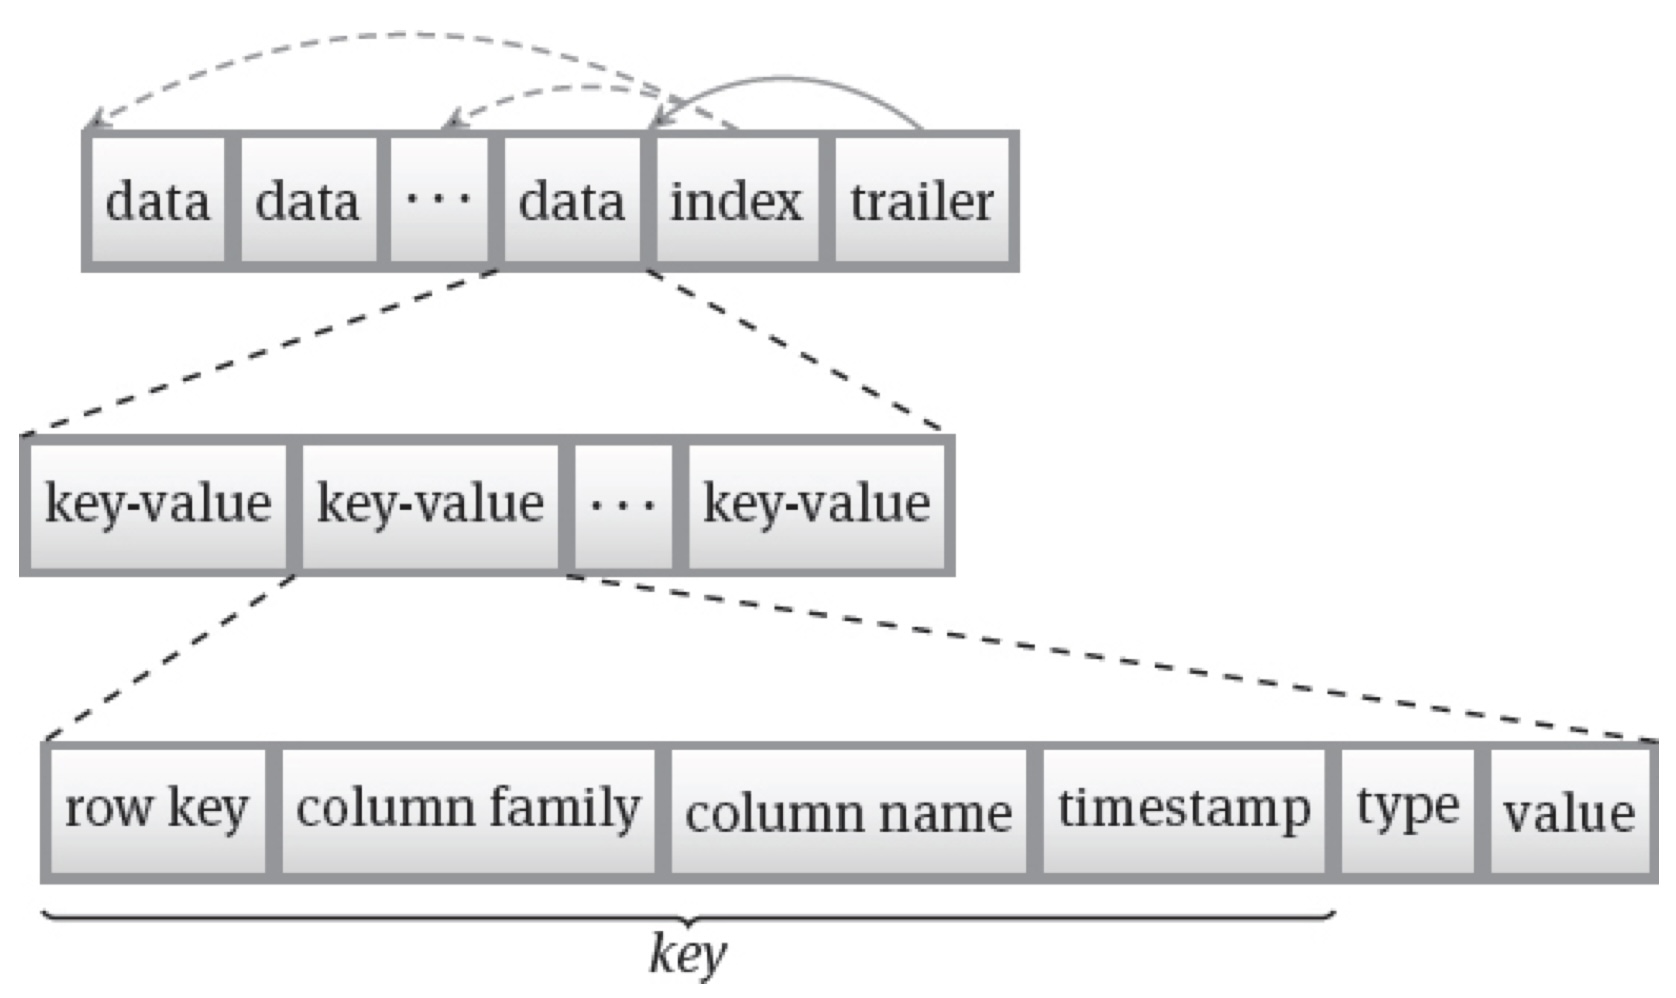 data data ··· data index trailer
key-value key-value ··· key-value
row key column family column name timestamp type value
key